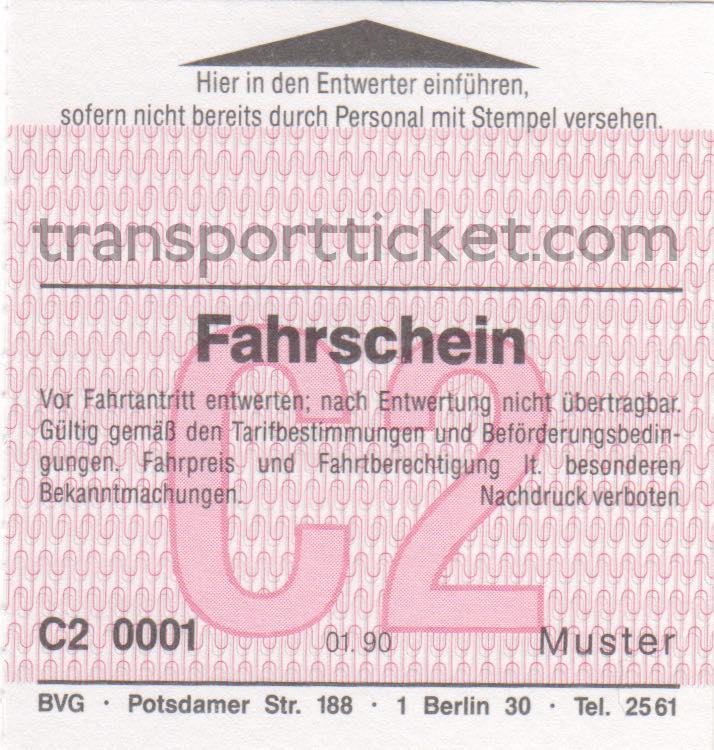 Hier in den Entwerter einführen,
sofern nicht bereits durch Personal mit Stempel versehen.
transportticket.com
Fahrschein
C2
Vor Fahrtantritt entwerten; nach Entwertung nicht übertragbar.
Gültig gemäß den Tarifbestimmungen und Beförderungsbedin-
gungen. Fahrpreis und Fahrtberechtigung lt. besonderen
Bekanntmachungen. Nachdruck verboten
C2 0001 01.90 Muster
BVG · Potsdamer Str. 188 · 1 Berlin 30 · Tel. 25 61